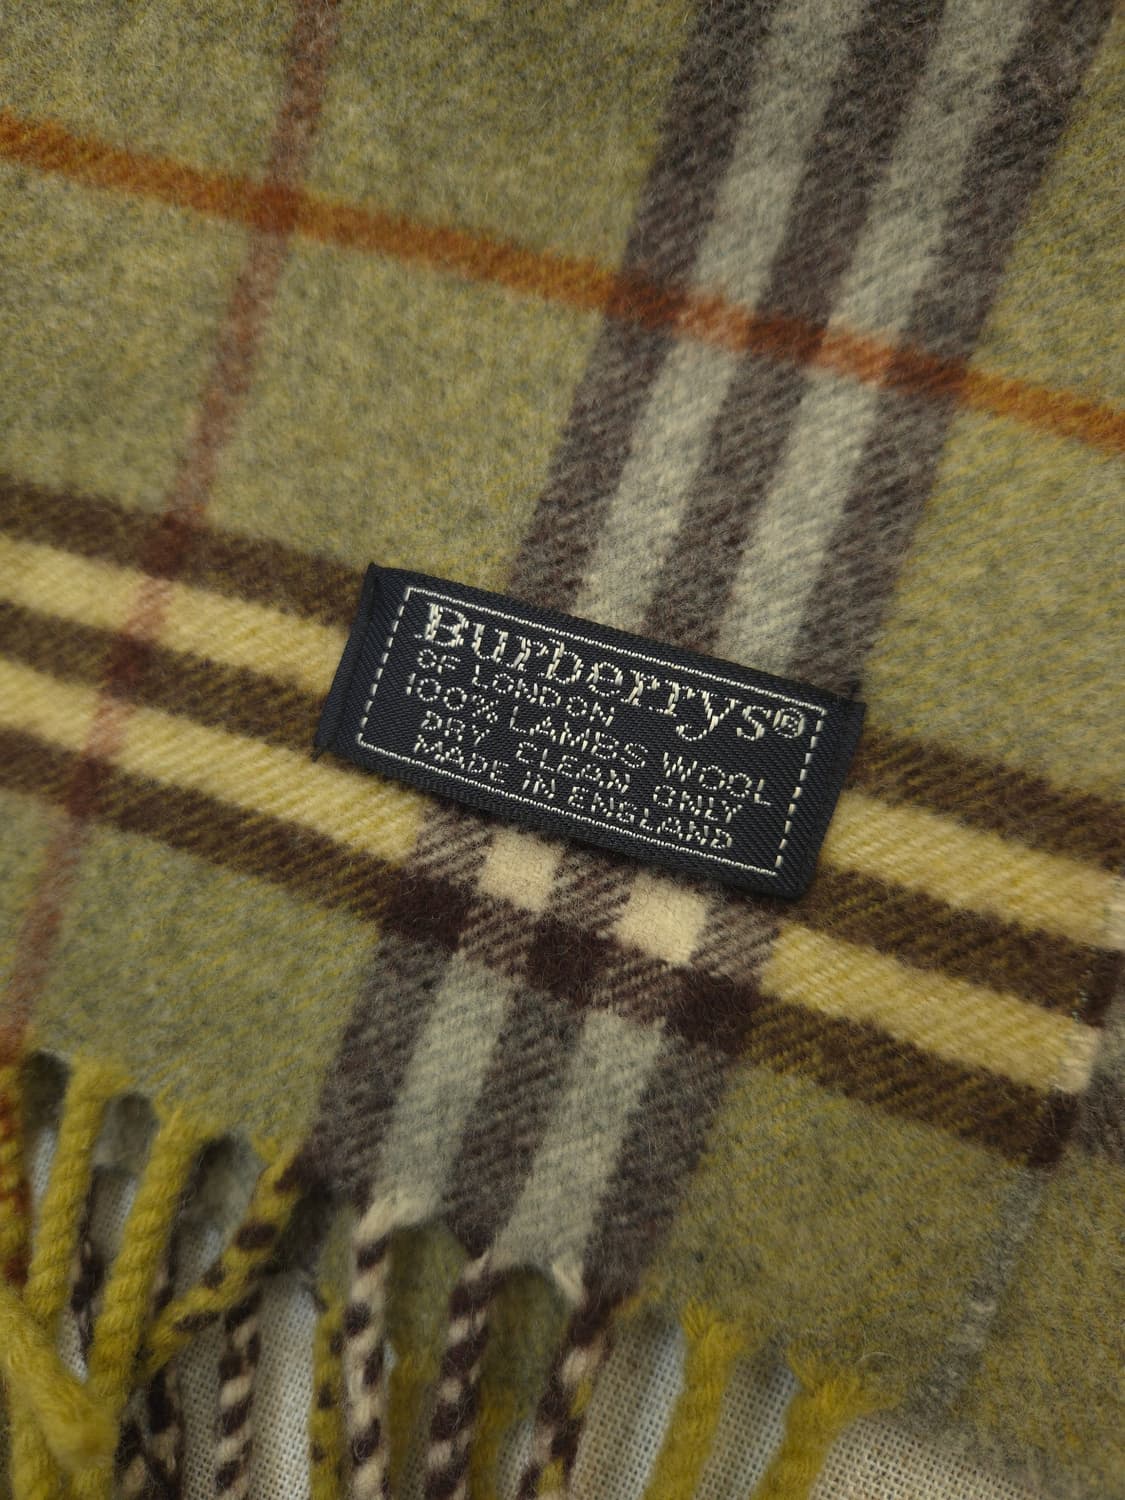 Burberrys®
OF LONDON
100% LAMBS WOOL
DRY CLEAN ONLY
MADE IN ENGLAND